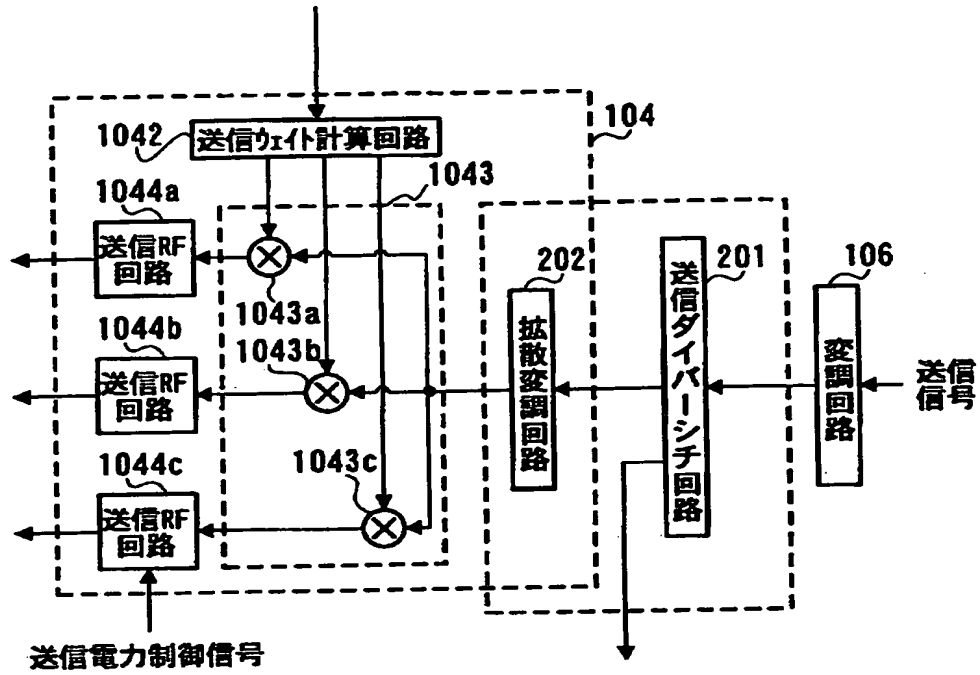 104
1042
送信ウェイト計算回路
1043
1044a
送信RF
回路
202
201
106
1043a
1044b
1043b
送信RF
回路
拡散変調回路
送信ダイバーシチ回路
変調回路
送信
信号
1043c
1044c
送信RF
回路
送信電力制御信号